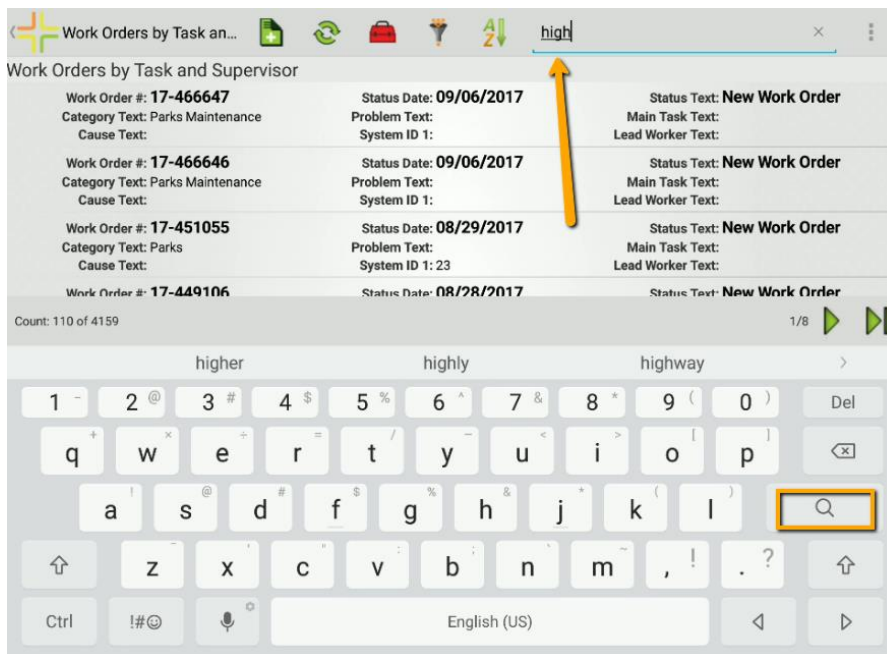 Work Orders by Task an... A Z high ×
Work Orders by Task and Supervisor
Work Order #: 17-466647 Status Date: 09/06/2017 Status Text: New Work Order
Category Text: Parks Maintenance Problem Text: Main Task Text:
Cause Text: System ID 1: Lead Worker Text:
Work Order #: 17-466646 Status Date: 09/06/2017 Status Text: New Work Order
Category Text: Parks Maintenance Problem Text: Main Task Text:
Cause Text: System ID 1: Lead Worker Text:
Work Order #: 17-451055 Status Date: 08/29/2017 Status Text: New Work Order
Category Text: Parks Problem Text: Main Task Text:
Cause Text: System ID 1: 23 Lead Worker Text:
Work Order #: 17-449106 Status Date: 08/28/2017 Status Text: New Work Order
Count: 110 of 4159 1/8
higher highly highway >
1 - 2 @ 3 # 4 $ 5 % 6 ^ 7 & 8 * 9 ( 0 ) Del
q + w × e ÷ r = t / y _ u < i > o [ p ]
a ! s @ d # f $ g % h & j * k ( l )
z - x ' c " v : b ; n m ~ , ! . ?
Ctrl !#☺ English (US)